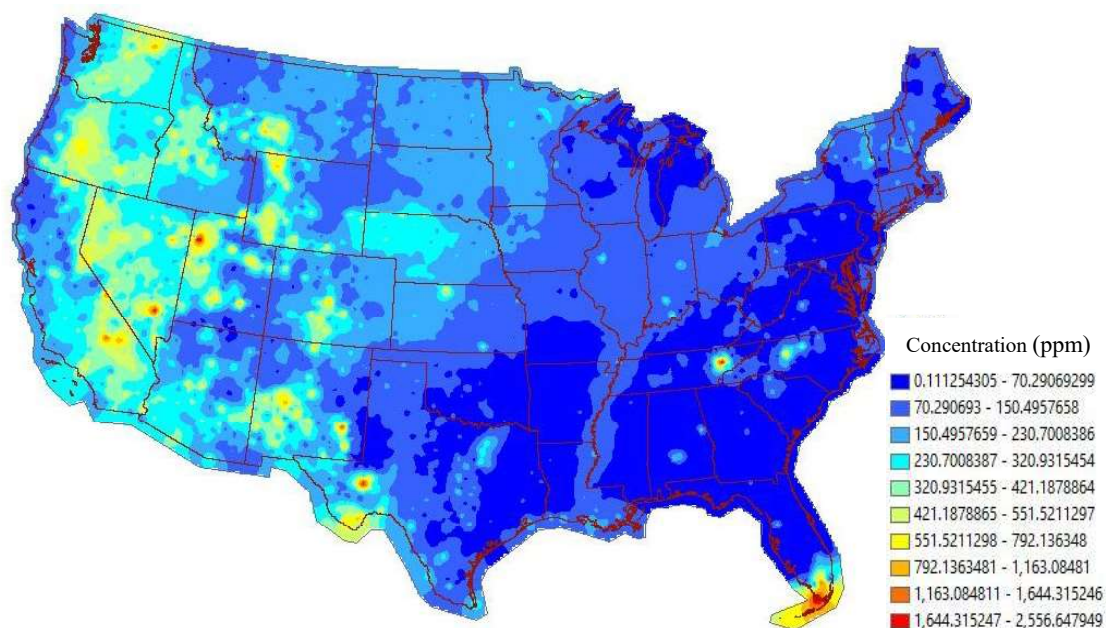 Concentration (ppm)
0.111254305 - 70.29069299
70.290693 - 150.4957658
150.4957659 - 230.7008386
230.7008387 - 320.9315454
320.9315455 - 421.1878864
421.1878865 - 551.5211297
551.5211298 - 792.136348
792.1363481 - 1,163.08481
1,163.084811 - 1,644.315246
1,644.315247 - 2,556.647949